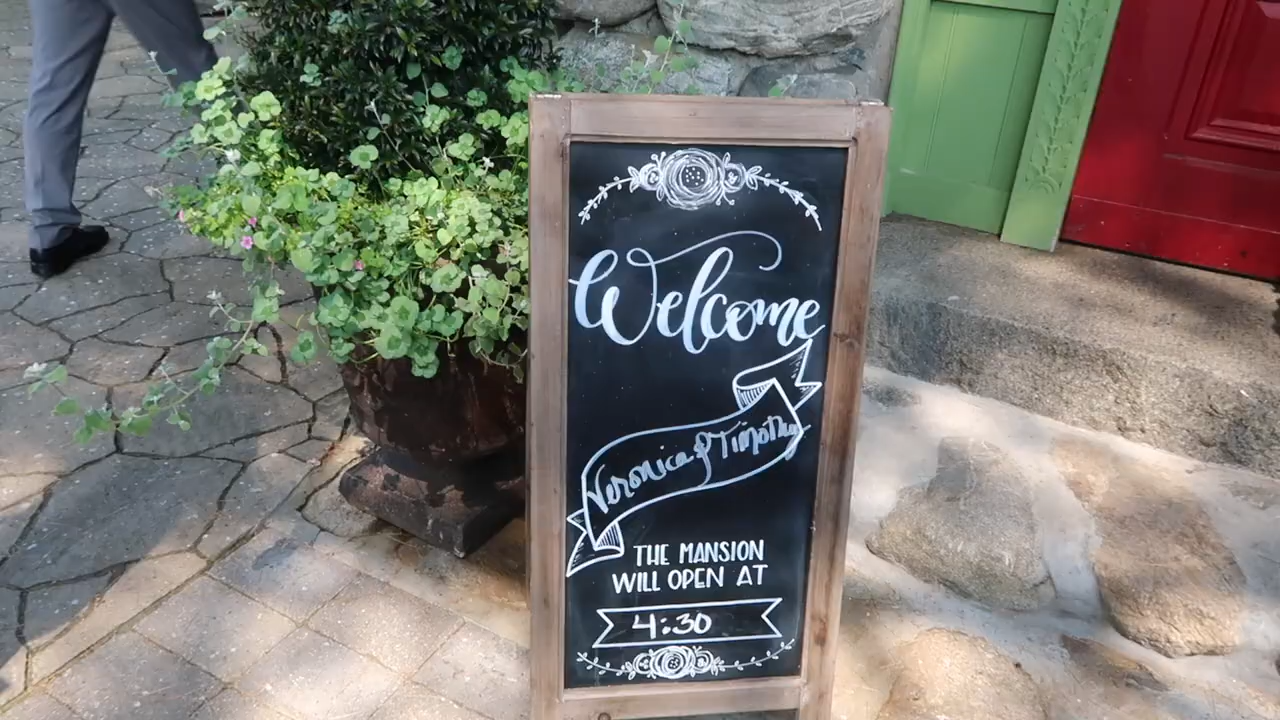 Welcome
Veronica & Timothy
THE MANSION
WILL OPEN AT
4:30